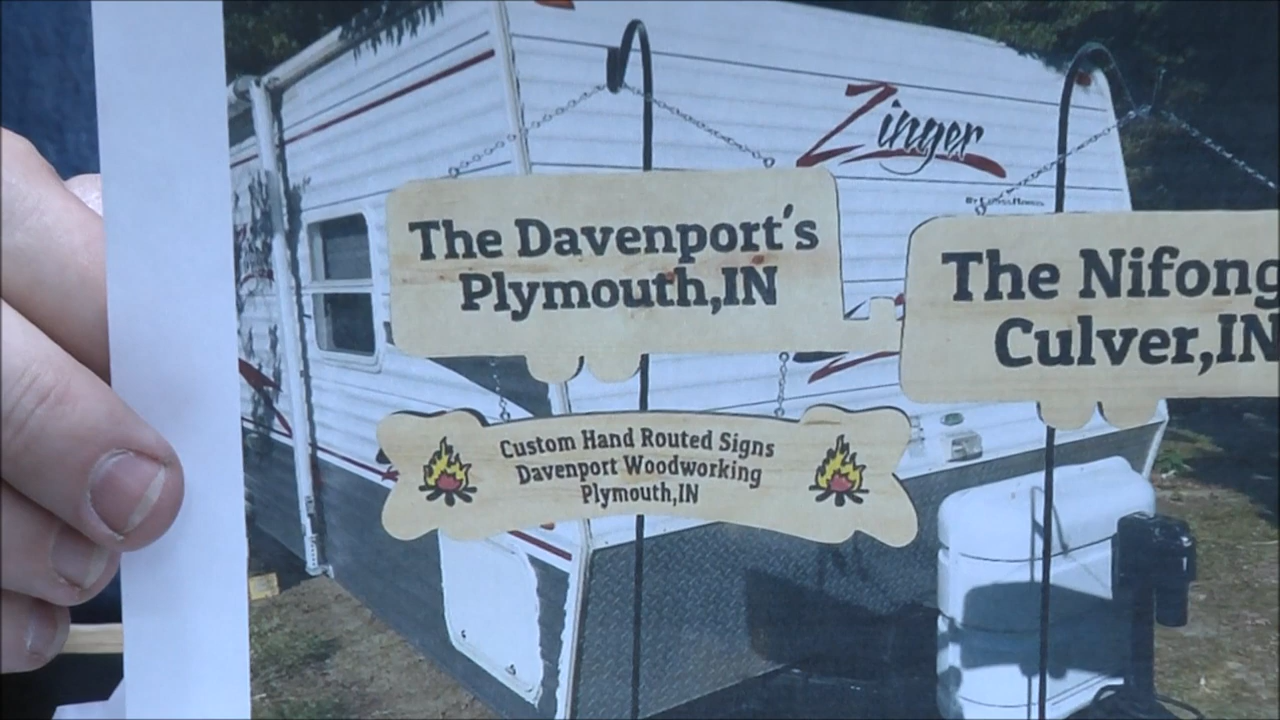 Zinger
The Davenport's
Plymouth,IN
The Nifong
Culver,IN
Custom Hand Routed Signs
Davenport Woodworking
Plymouth,IN